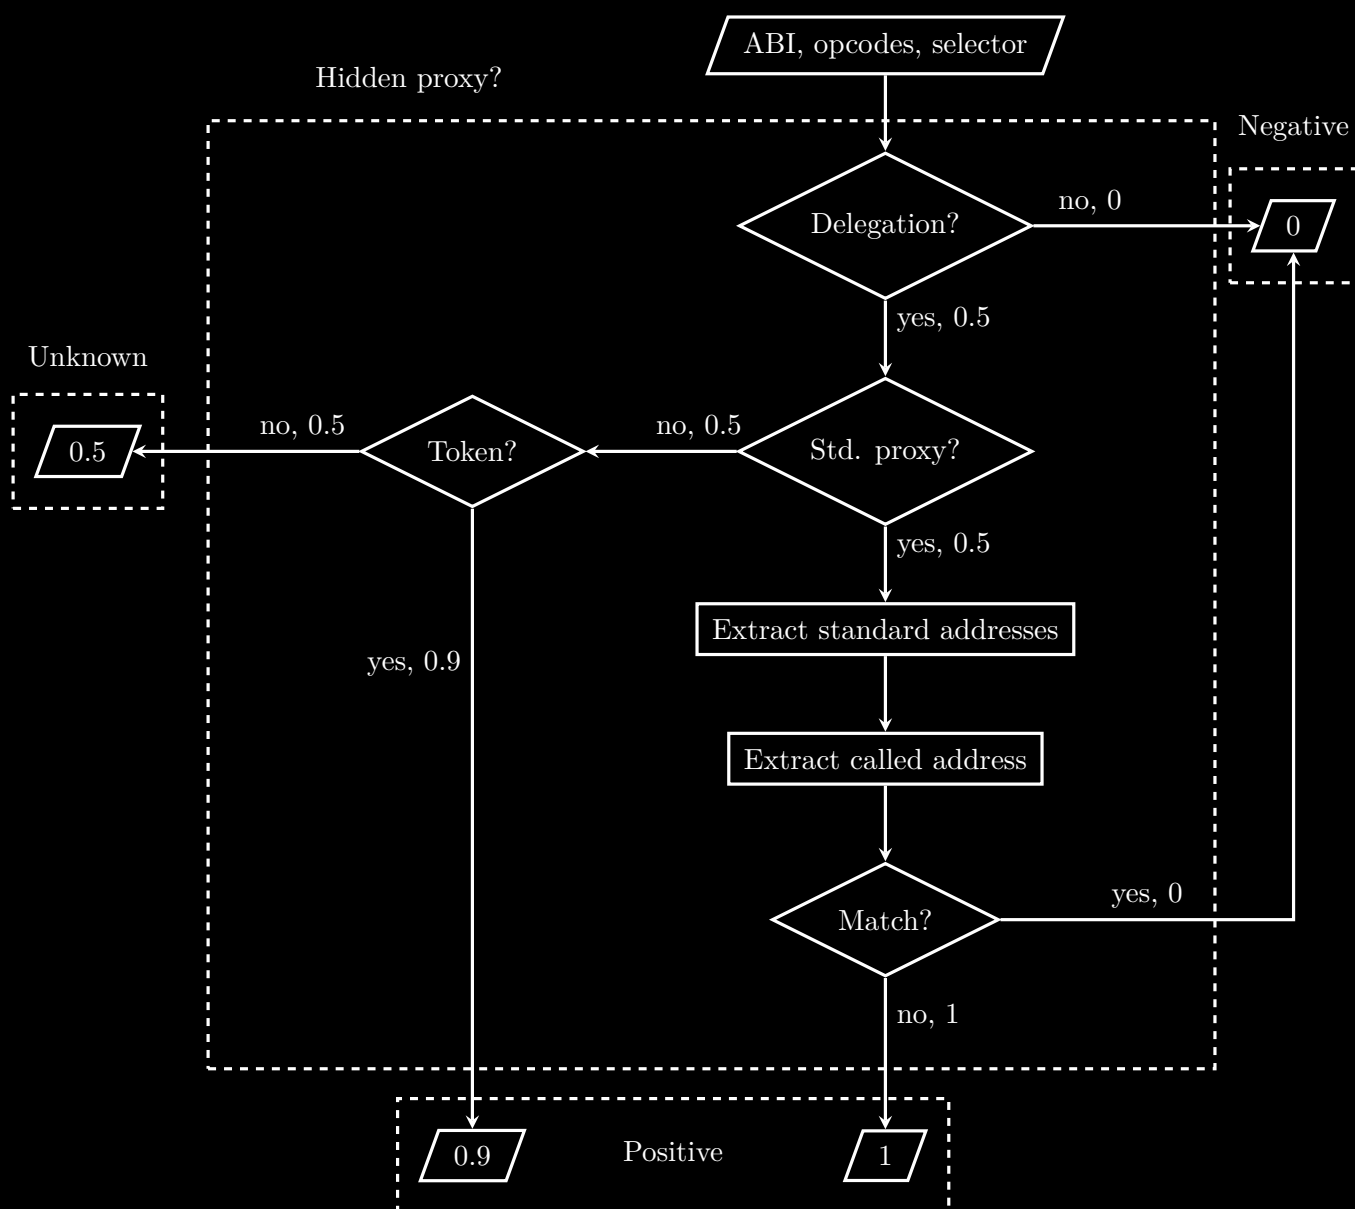 ABI, opcodes, selector
Hidden proxy?
Negative
no, 0
Delegation?
0
yes, 0.5
Unknown
no, 0.5
no, 0.5
0.5
Token?
Std. proxy?
yes, 0.5
Extract standard addresses
yes, 0.9
Extract called address
yes, 0
Match?
no, 1
0.9
Positive
1